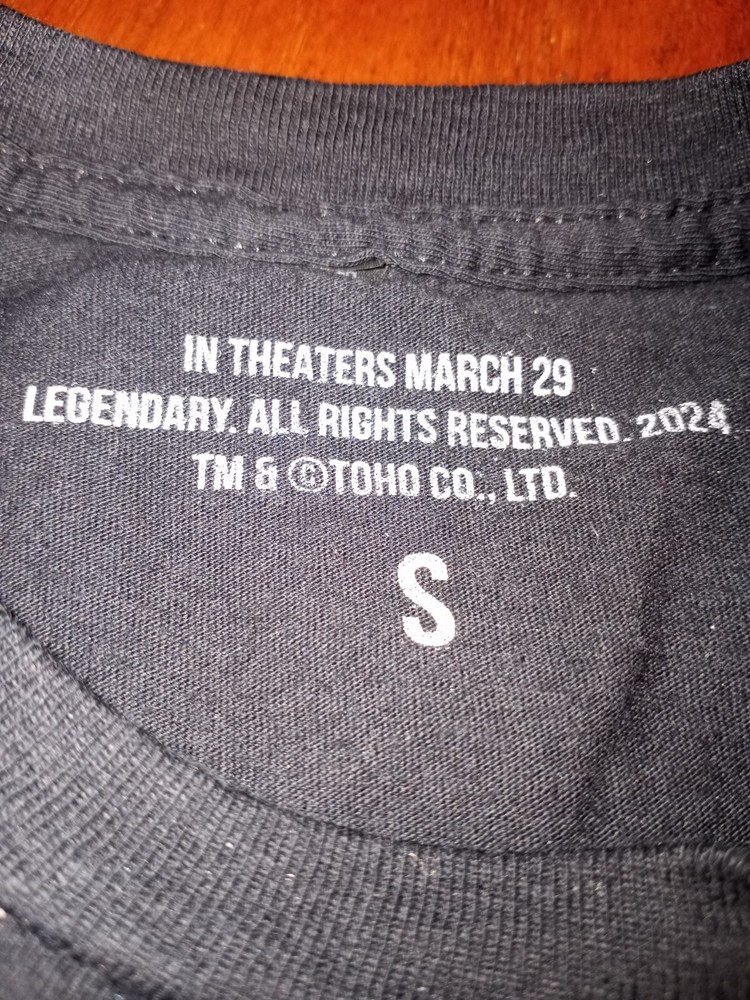 IN THEATERS MARCH 29
LEGENDARY. ALL RIGHTS RESERVED. 2024
TM & ©TOHO CO., LTD.
S